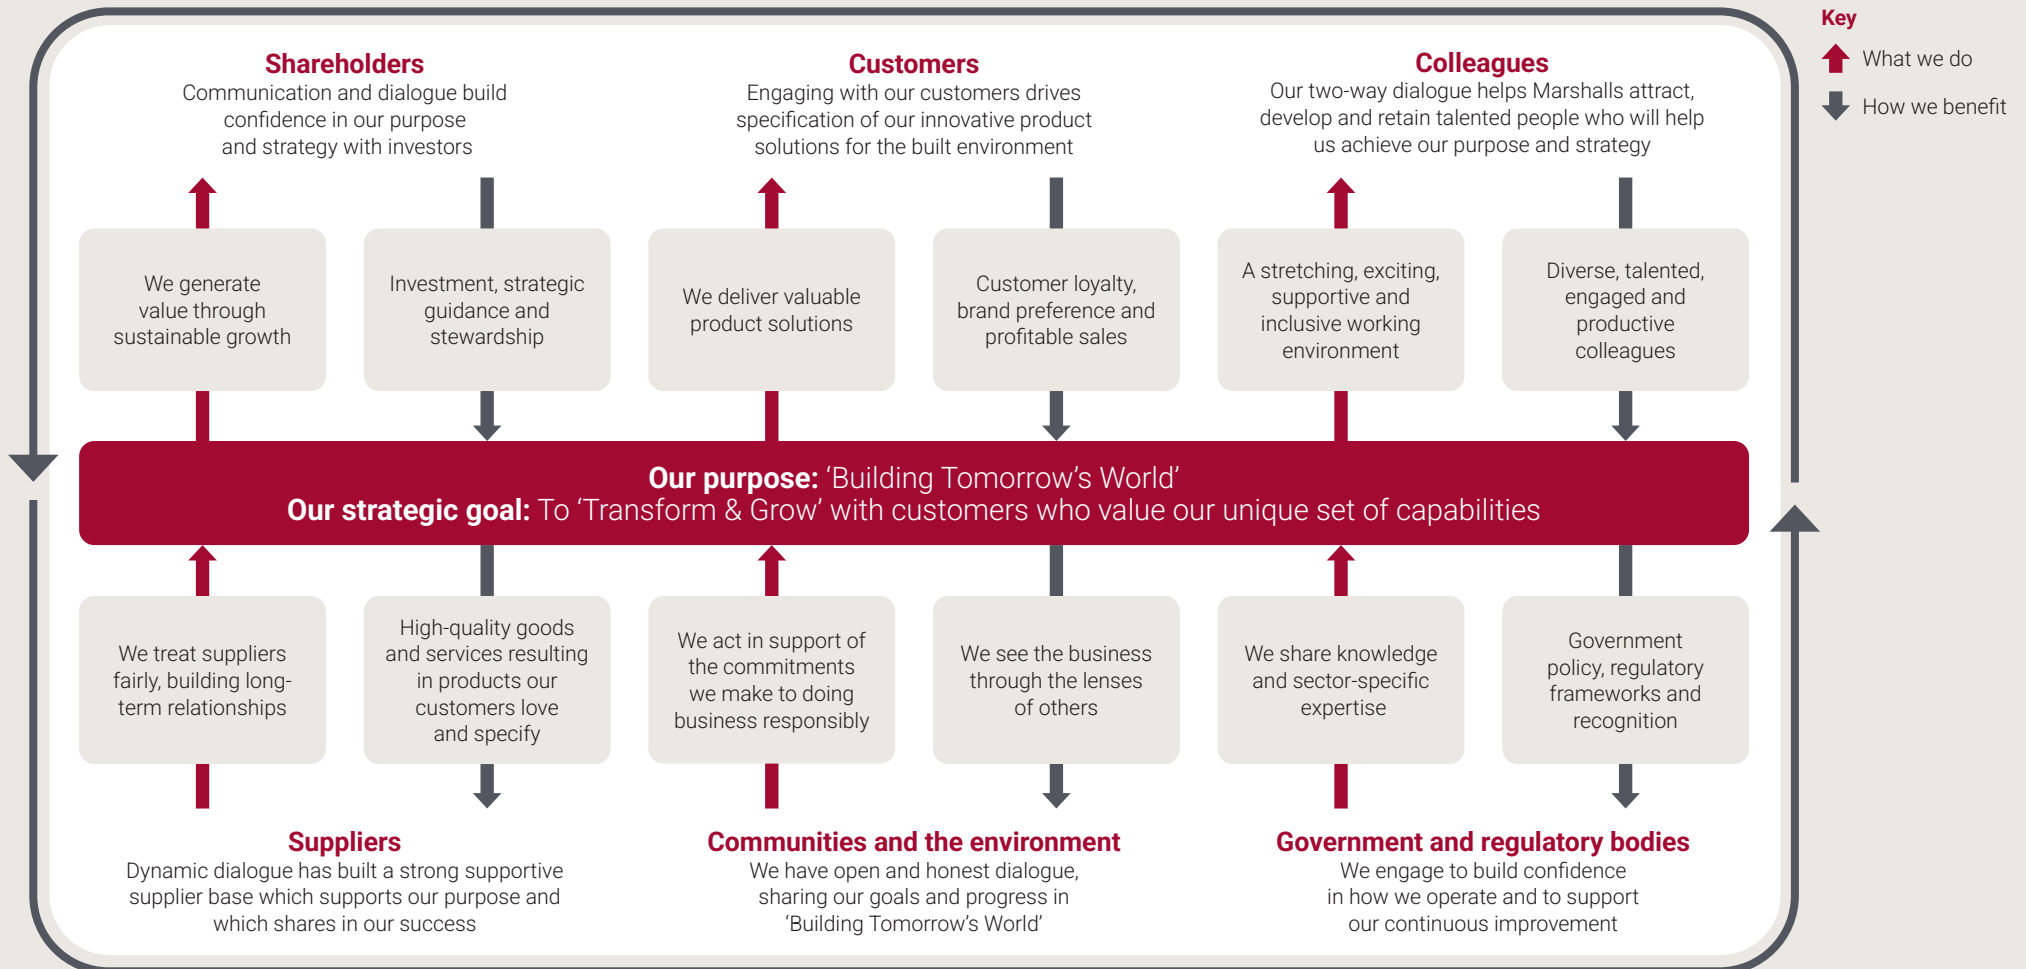 Key
What we do
How we benefit
Shareholders
Communication and dialogue build
confidence in our purpose
and strategy with investors
Customers
Engaging with our customers drives
specification of our innovative product
solutions for the built environment
Colleagues
Our two-way dialogue helps Marshalls attract,
develop and retain talented people who will help
us achieve our purpose and strategy
We generate
value through
sustainable growth
Investment, strategic
guidance and
stewardship
We deliver valuable
product solutions
Customer loyalty,
brand preference and
profitable sales
A stretching, exciting,
supportive and
inclusive working
environment
Diverse, talented,
engaged and
productive
colleagues
Our purpose: ‘Building Tomorrow’s World’
Our strategic goal: To ‘Transform & Grow’ with customers who value our unique set of capabilities
We treat suppliers
fairly, building long-
term relationships
High-quality goods
and services resulting
in products our
customers love
and specify
We act in support of
the commitments
we make to doing
business responsibly
We see the business
through the lenses
of others
We share knowledge
and sector-specific
expertise
Government
policy, regulatory
frameworks and
recognition
Suppliers
Dynamic dialogue has built a strong supportive
supplier base which supports our purpose and
which shares in our success
Communities and the environment
We have open and honest dialogue,
sharing our goals and progress in
‘Building Tomorrow’s World’
Government and regulatory bodies
We engage to build confidence
in how we operate and to support
our continuous improvement